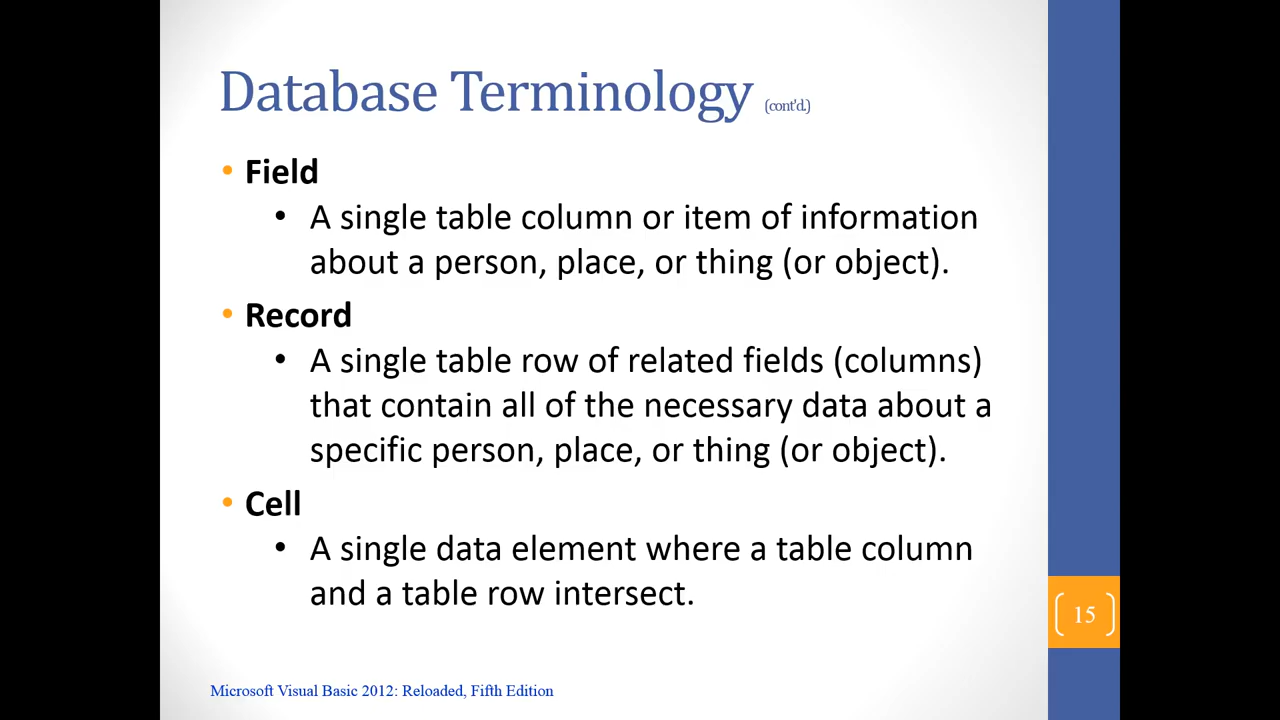 Database Terminology (cont'd.)
• Field
• A single table column or item of information
about a person, place, or thing (or object).
• Record
• A single table row of related fields (columns)
that contain all of the necessary data about a
specific person, place, or thing (or object).
• Cell
• A single data element where a table column
and a table row intersect.
15
Microsoft Visual Basic 2012: Reloaded, Fifth Edition